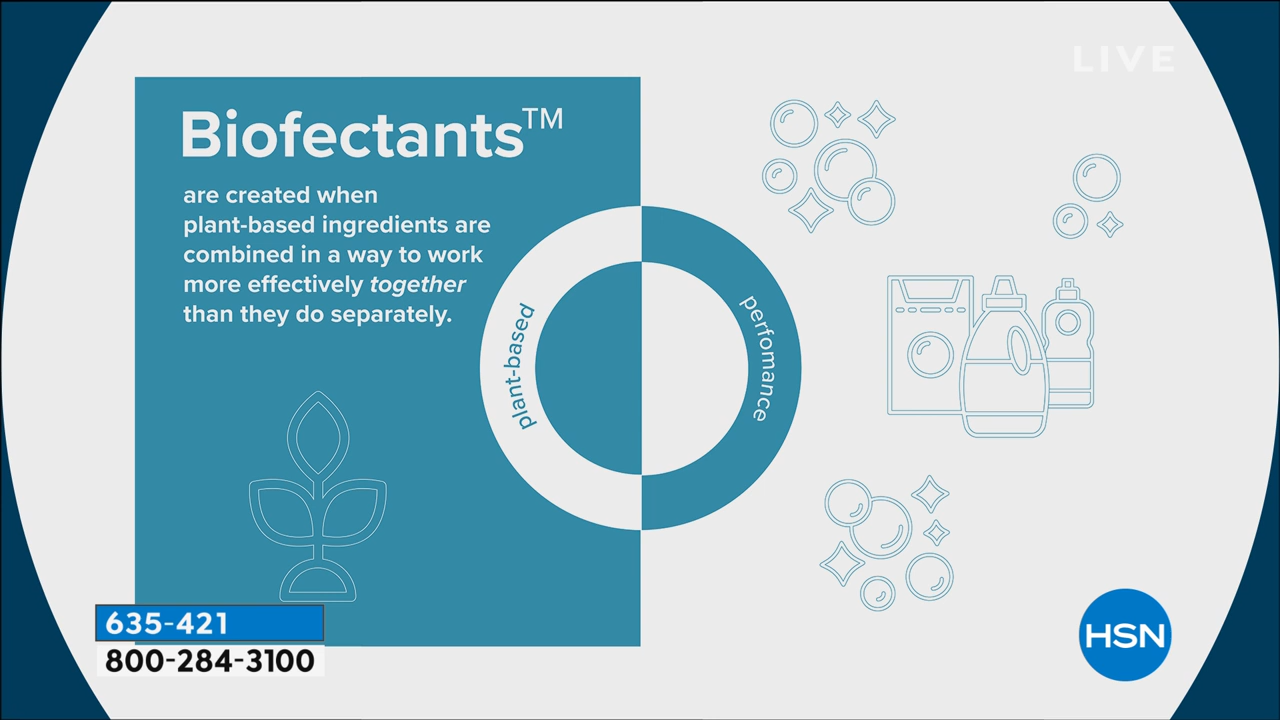 LIVE
Biofectants™
are created when
plant-based ingredients are
combined in a way to work
more effectively together
than they do separately.
plant-based
perfomance
635-421
800-284-3100
HSN